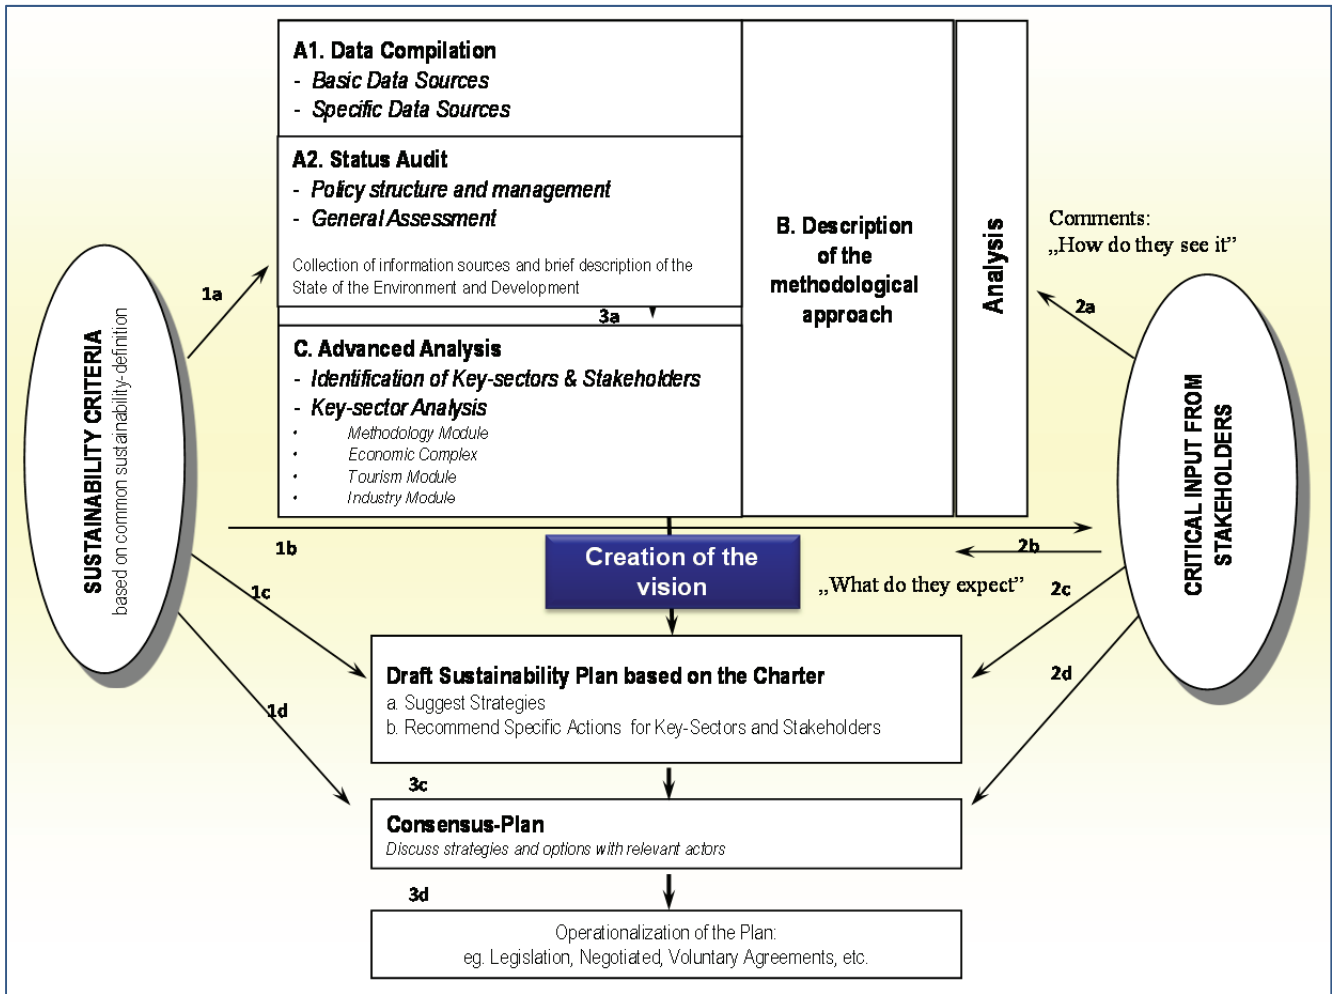 A1. Data Compilation
- Basic Data Sources
- Specific Data Sources
A2. Status Audit
- Policy structure and management
- General Assessment
Collection of information sources and brief description of the
State of the Environment and Development
3a
C. Advanced Analysis
- Identification of Key-sectors & Stakeholders
- Key-sector Analysis
• Methodology Module
• Economic Complex
• Tourism Module
• Industry Module
B. Description
of the
methodological
approach
Analysis
Comments:
„How do they see it”
SUSTAINABILITY CRITERIA
based on common sustainability-definition
CRITICAL INPUT FROM
STAKEHOLDERS
1a
2a
1b
2b
Creation of the
vision
„What do they expect”
1c
2c
Draft Sustainability Plan based on the Charter
a. Suggest Strategies
b. Recommend Specific Actions for Key-Sectors and Stakeholders
1d
2d
3c
Consensus-Plan
Discuss strategies and options with relevant actors
3d
Operationalization of the Plan:
eg. Legislation, Negotiated, Voluntary Agreements, etc.